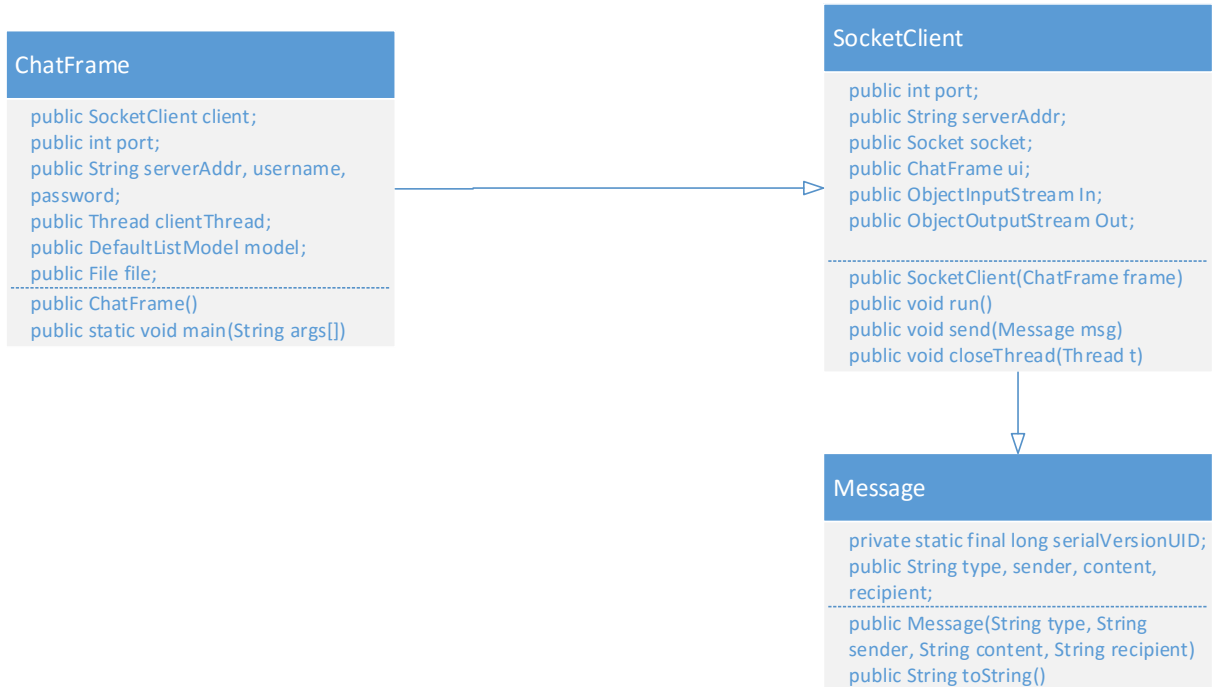 ChatFrame
public SocketClient client;
public int port;
public String serverAddr, username,
password;
public Thread clientThread;
public DefaultListModel model;
public File file;
public ChatFrame()
public static void main(String args[])
SocketClient
public int port;
public String serverAddr;
public Socket socket;
public ChatFrame ui;
public ObjectInputStream In;
public ObjectOutputStream Out;
public SocketClient(ChatFrame frame)
public void run()
public void send(Message msg)
public void closeThread(Thread t)
Message
private static final long serialVersionUID;
public String type, sender, content,
recipient;
public Message(String type, String
sender, String content, String recipient)
public String toString()